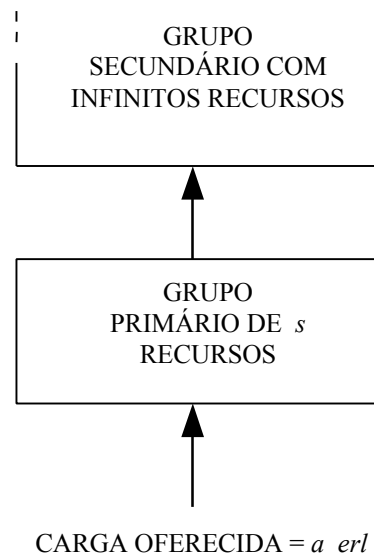 GRUPO
SECUNDÁRIO COM
INFINITOS RECURSOS
GRUPO
PRIMÁRIO DE s
RECURSOS
CARGA OFERECIDA = a erl